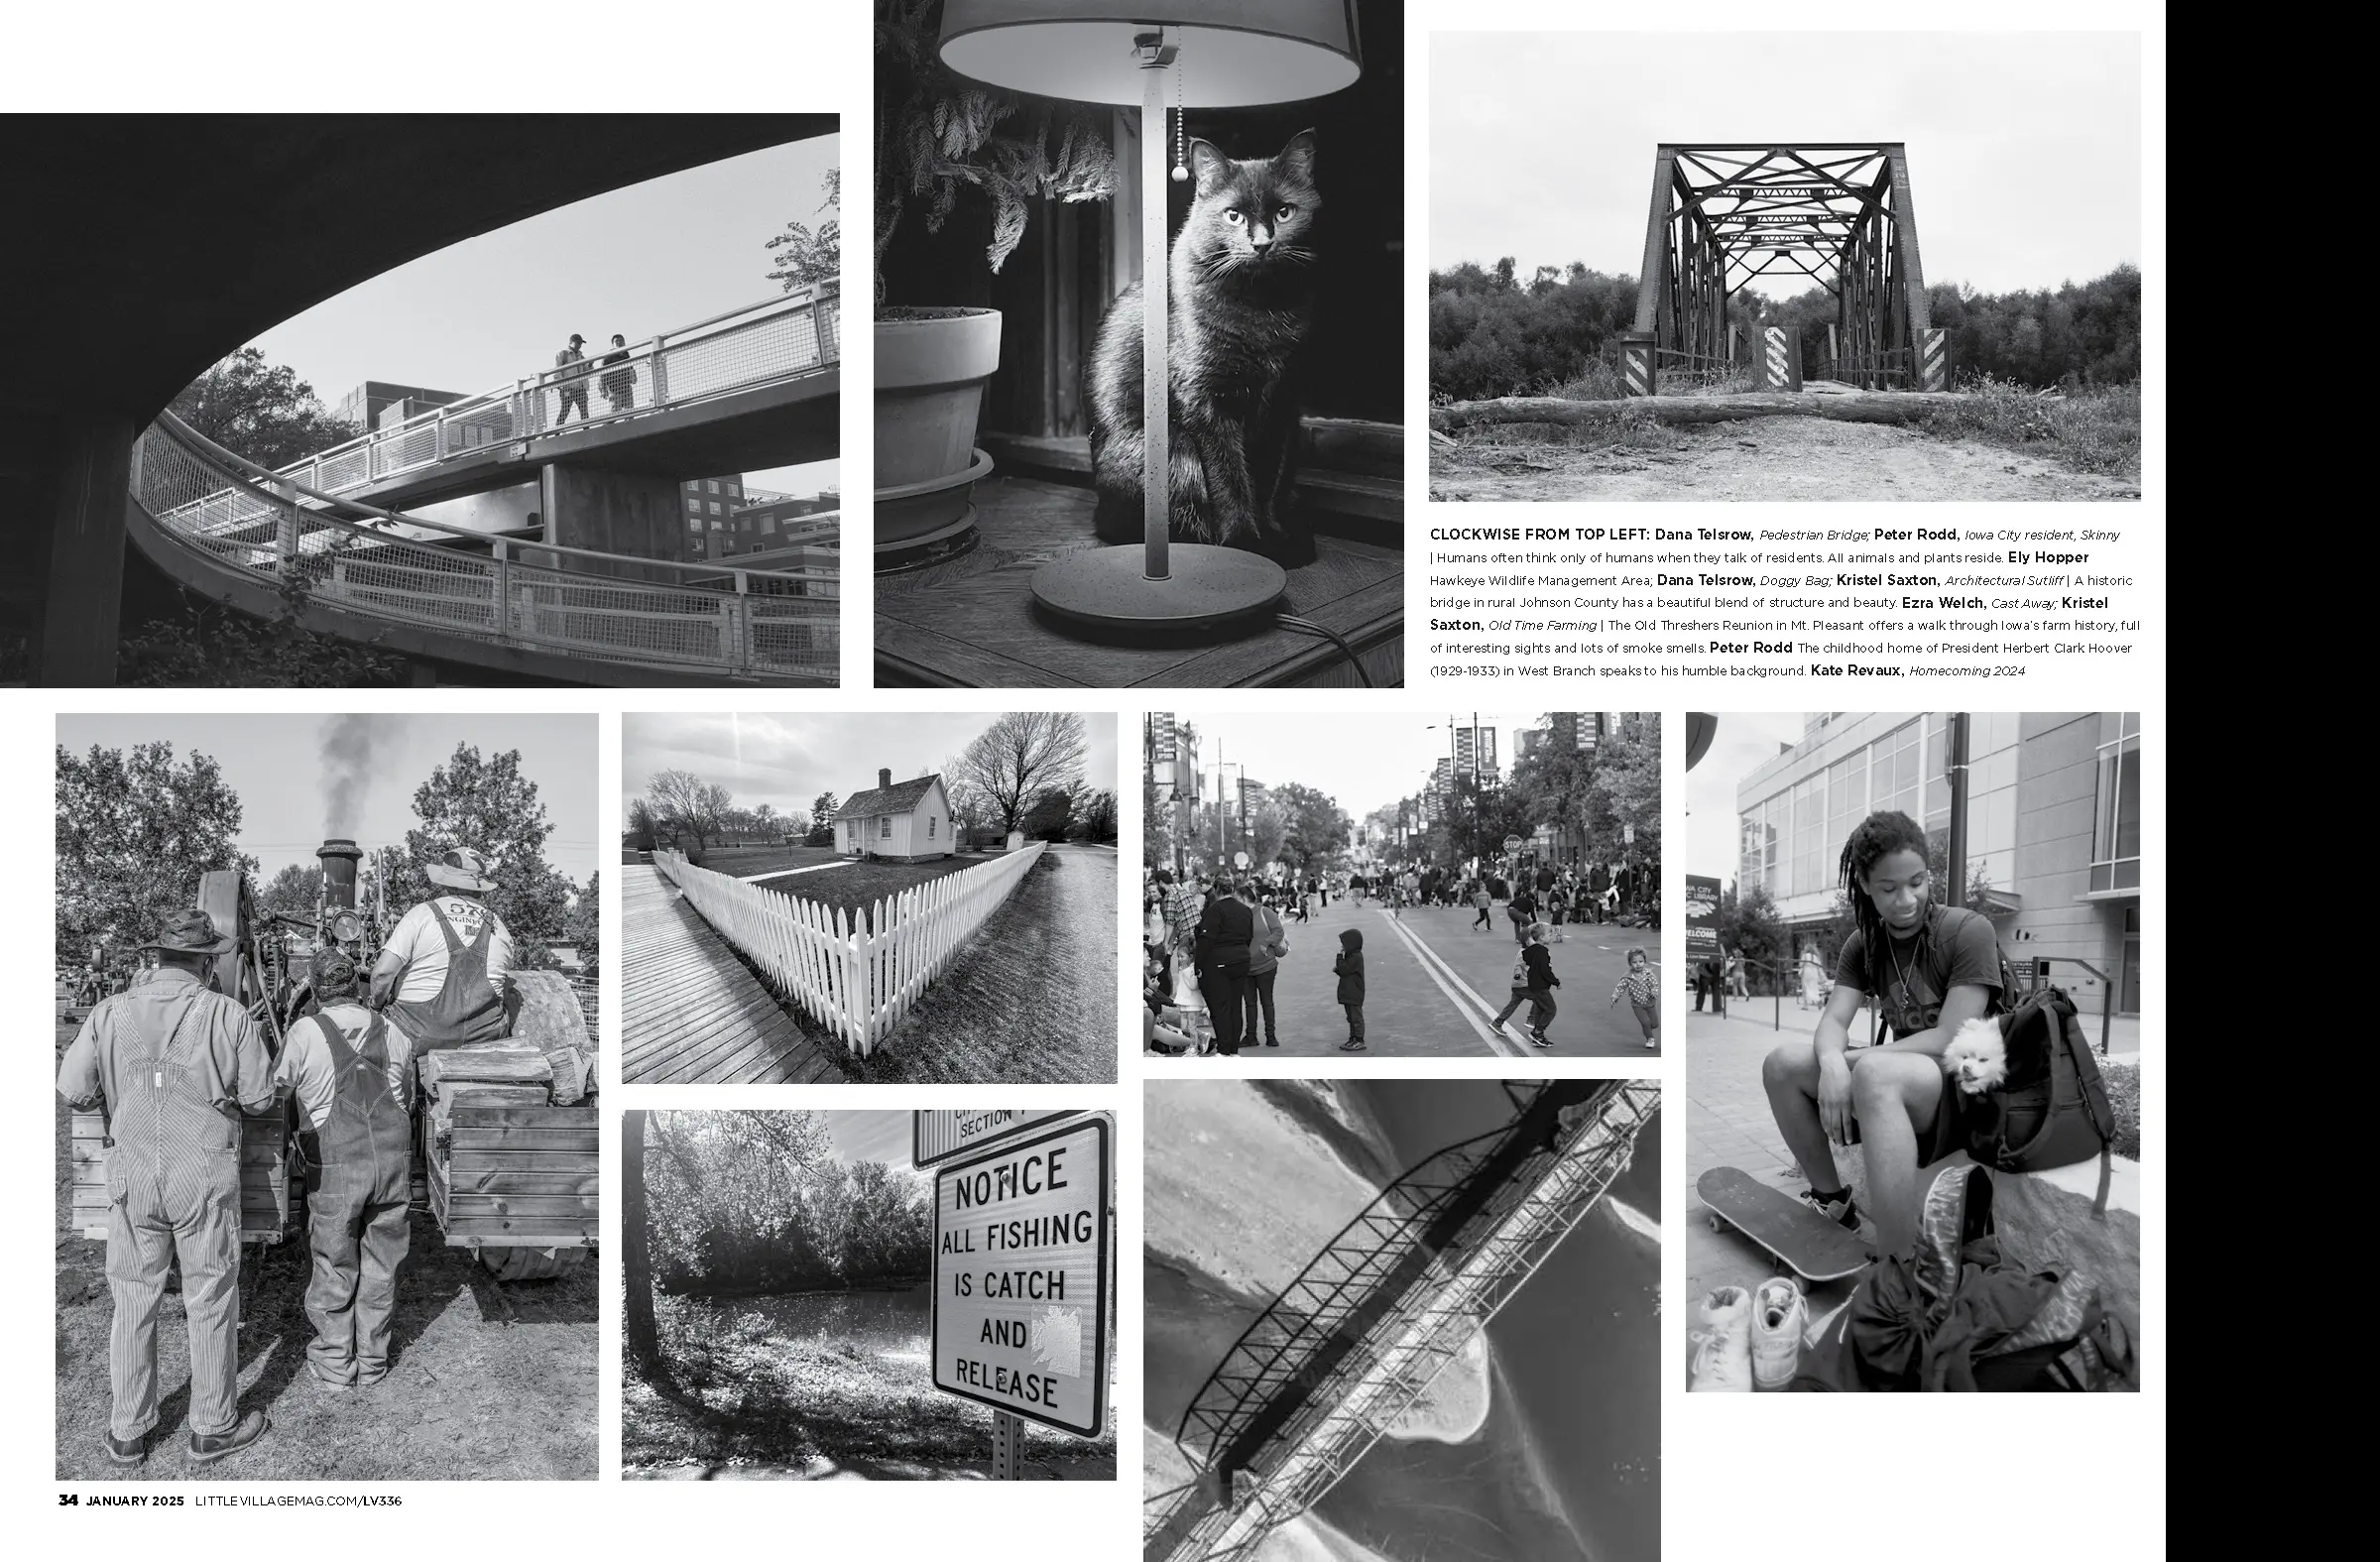 CLOCKWISE FROM TOP LEFT: Dana Telsrow, Pedestrian Bridge; Peter Rodd, Iowa City resident, Skinny
| Humans often think only of humans when they talk of residents. All animals and plants reside. Ely Hopper
Hawkeye Wildlife Management Area; Dana Telsrow, Doggy Bag; Kristel Saxton, Architectural Sutliff | A historic
bridge in rural Johnson County has a beautiful blend of structure and beauty. Ezra Welch, Cast Away; Kristel
Saxton, Old Time Farming | The Old Threshers Reunion in Mt. Pleasant offers a walk through Iowa's farm history, full
of interesting sights and lots of smoke smells. Peter Rodd The childhood home of President Herbert Clark Hoover
(1929-1933) in West Branch speaks to his humble background. Kate Revaux, Homecoming 2024
STOP
WELCOME
adidas
SECTION
NOTICE
ALL FISHING
IS CATCH
AND
RELEASE
34 JANUARY 2025 LITTLEVILLAGEMAG.COM/LV336